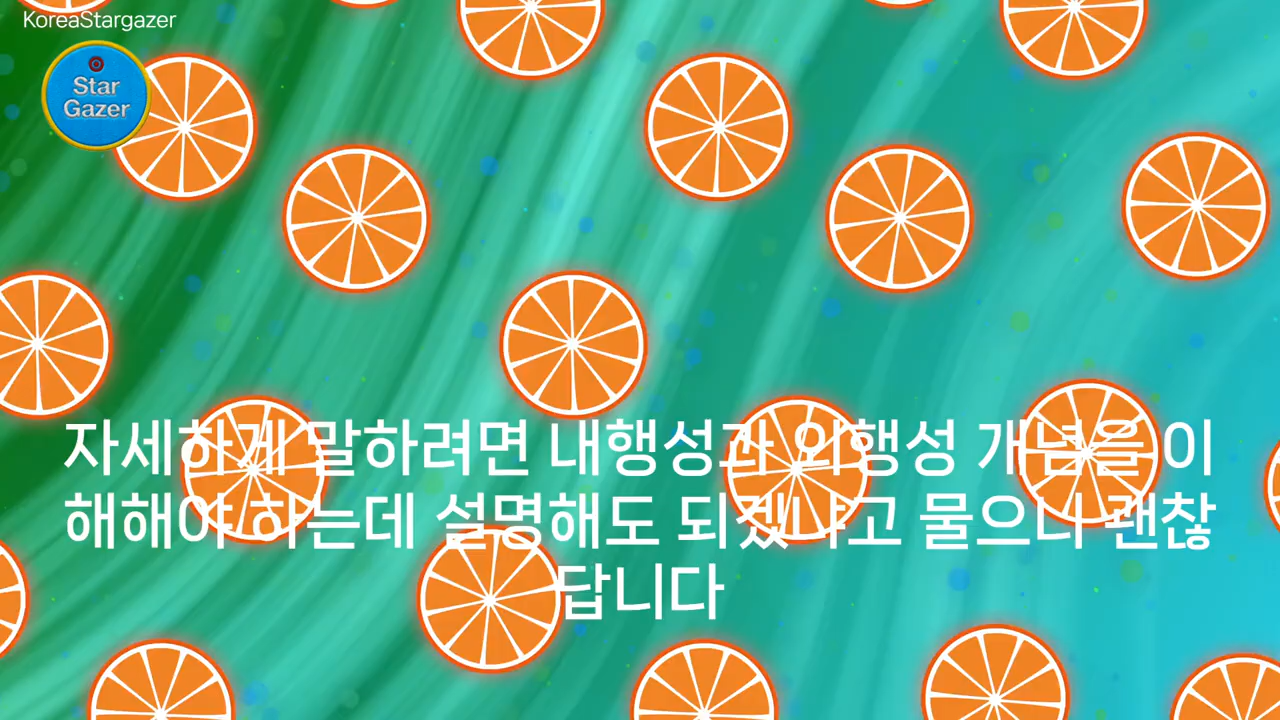 KoreaStargazer
Star
Gazer
자세하게 말하려면 내행성과 외행성 개념을 이
해해야 하는데 설명해도 되겠냐고 물으니 괜찮
답니다